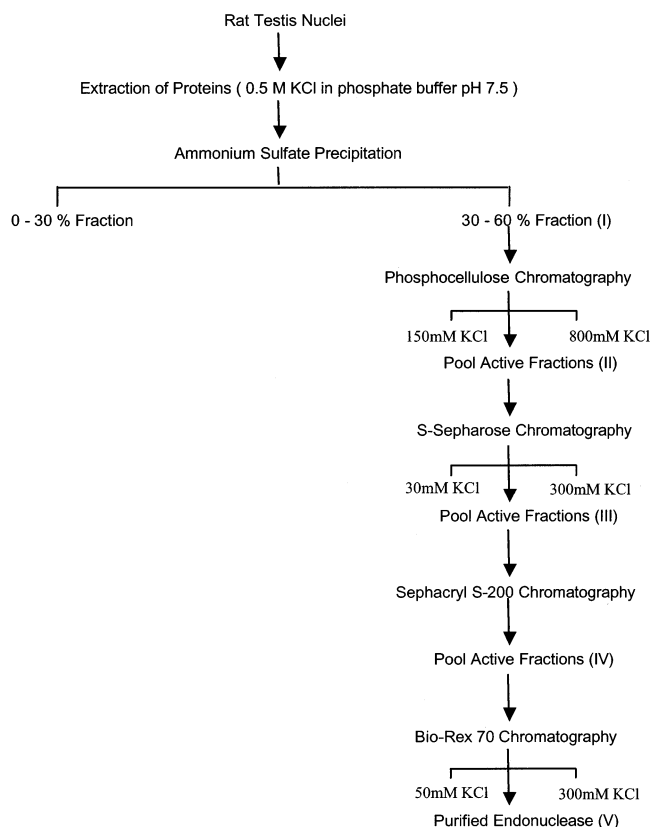 Rat Testis Nuclei
Extraction of Proteins ( 0.5 M KCl in phosphate buffer pH 7.5 )
Ammonium Sulfate Precipitation
0 - 30 % Fraction
30 - 60 % Fraction (I)
Phosphocellulose Chromatography
150mM KCl
800mM KCl
Pool Active Fractions (II)
S-Sepharose Chromatography
30mM KCl
300mM KCl
Pool Active Fractions (III)
Sephacryl S-200 Chromatography
Pool Active Fractions (IV)
Bio-Rex 70 Chromatography
50mM KCl
300mM KCl
Purified Endonuclease (V)